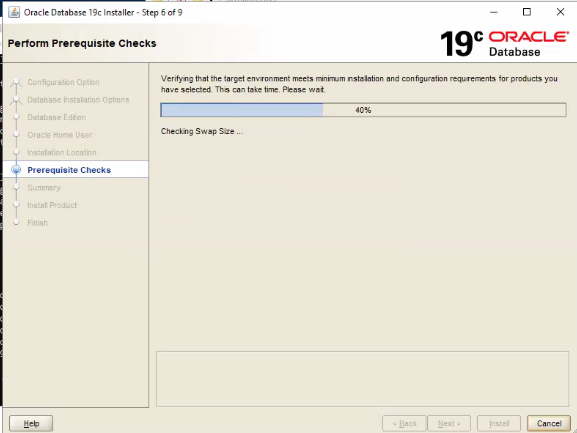 Oracle Database 19c Installer - Step 6 of 9
Perform Prerequisite Checks
19c ORACLE
Database
Configuration Option
Database Installation Options
Database Edition
Oracle Home User
Installation Location
Prerequisite Checks
Summary
Install Product
Finish
Verifying that the target environment meets minimum installation and configuration requirements for products you
have selected. This can take time. Please wait.
40%
Checking Swap Size ...
Help
< Back
Next >
Install
Cancel